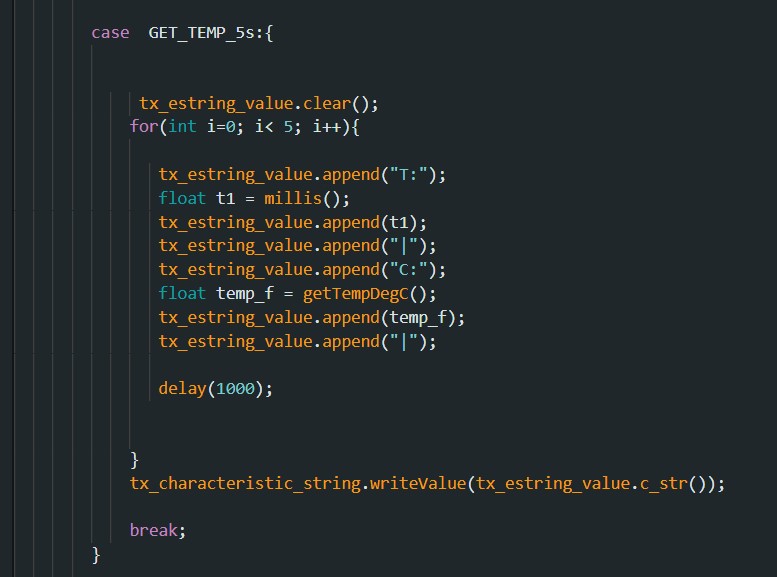 case  GET_TEMP_5s:{
tx_estring_value.clear();
for(int i=0; i< 5; i++){
tx_estring_value.append("T:");
float t1 = millis();
tx_estring_value.append(t1);
tx_estring_value.append("|");
tx_estring_value.append("C:");
float temp_f = getTempDegC();
tx_estring_value.append(temp_f);
tx_estring_value.append("|");
delay(1000);
}
tx_characteristic_string.writeValue(tx_estring_value.c_str());
break;
}